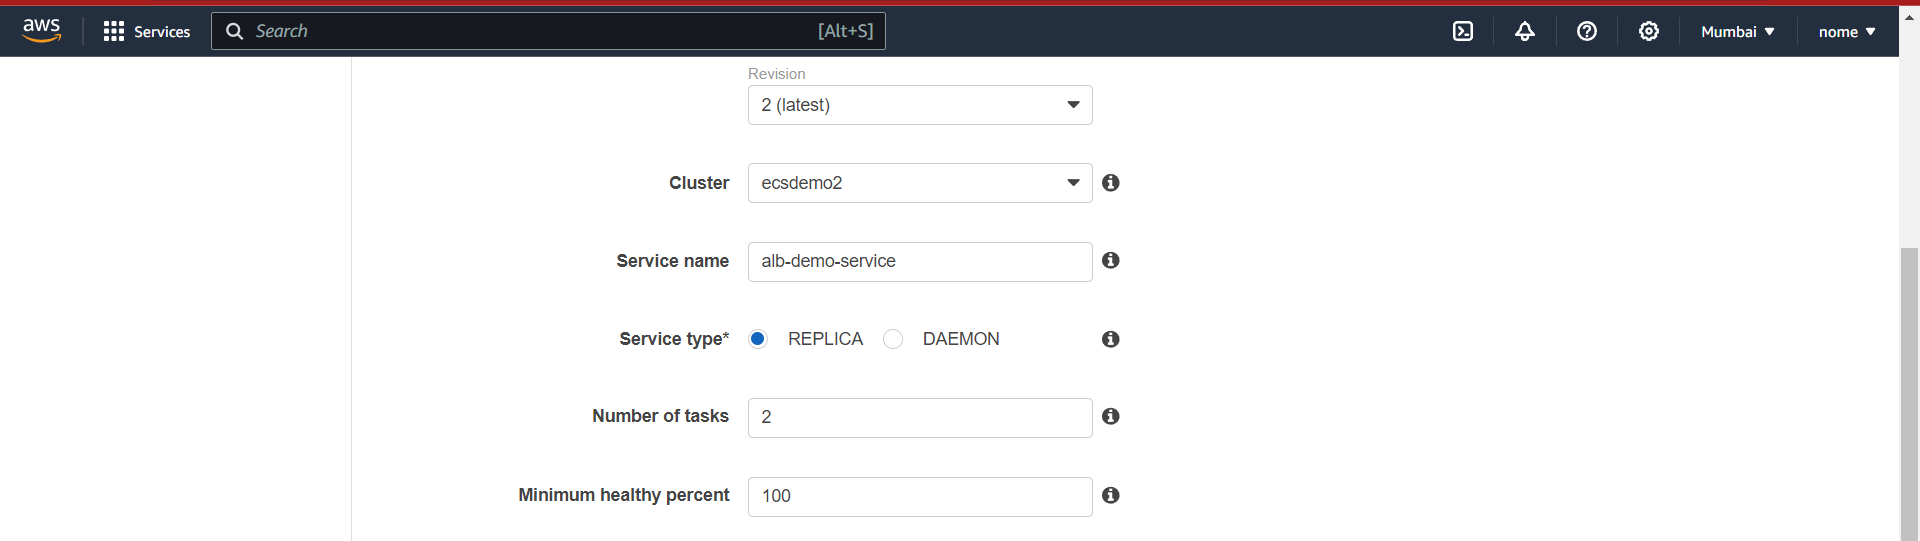 aws Services Search [Alt+S] Mumbai nome
Revision
2 (latest)
Cluster ecsdemo2
Service name alb-demo-service
Service type* REPLICA DAEMON
Number of tasks 2
Minimum healthy percent 100